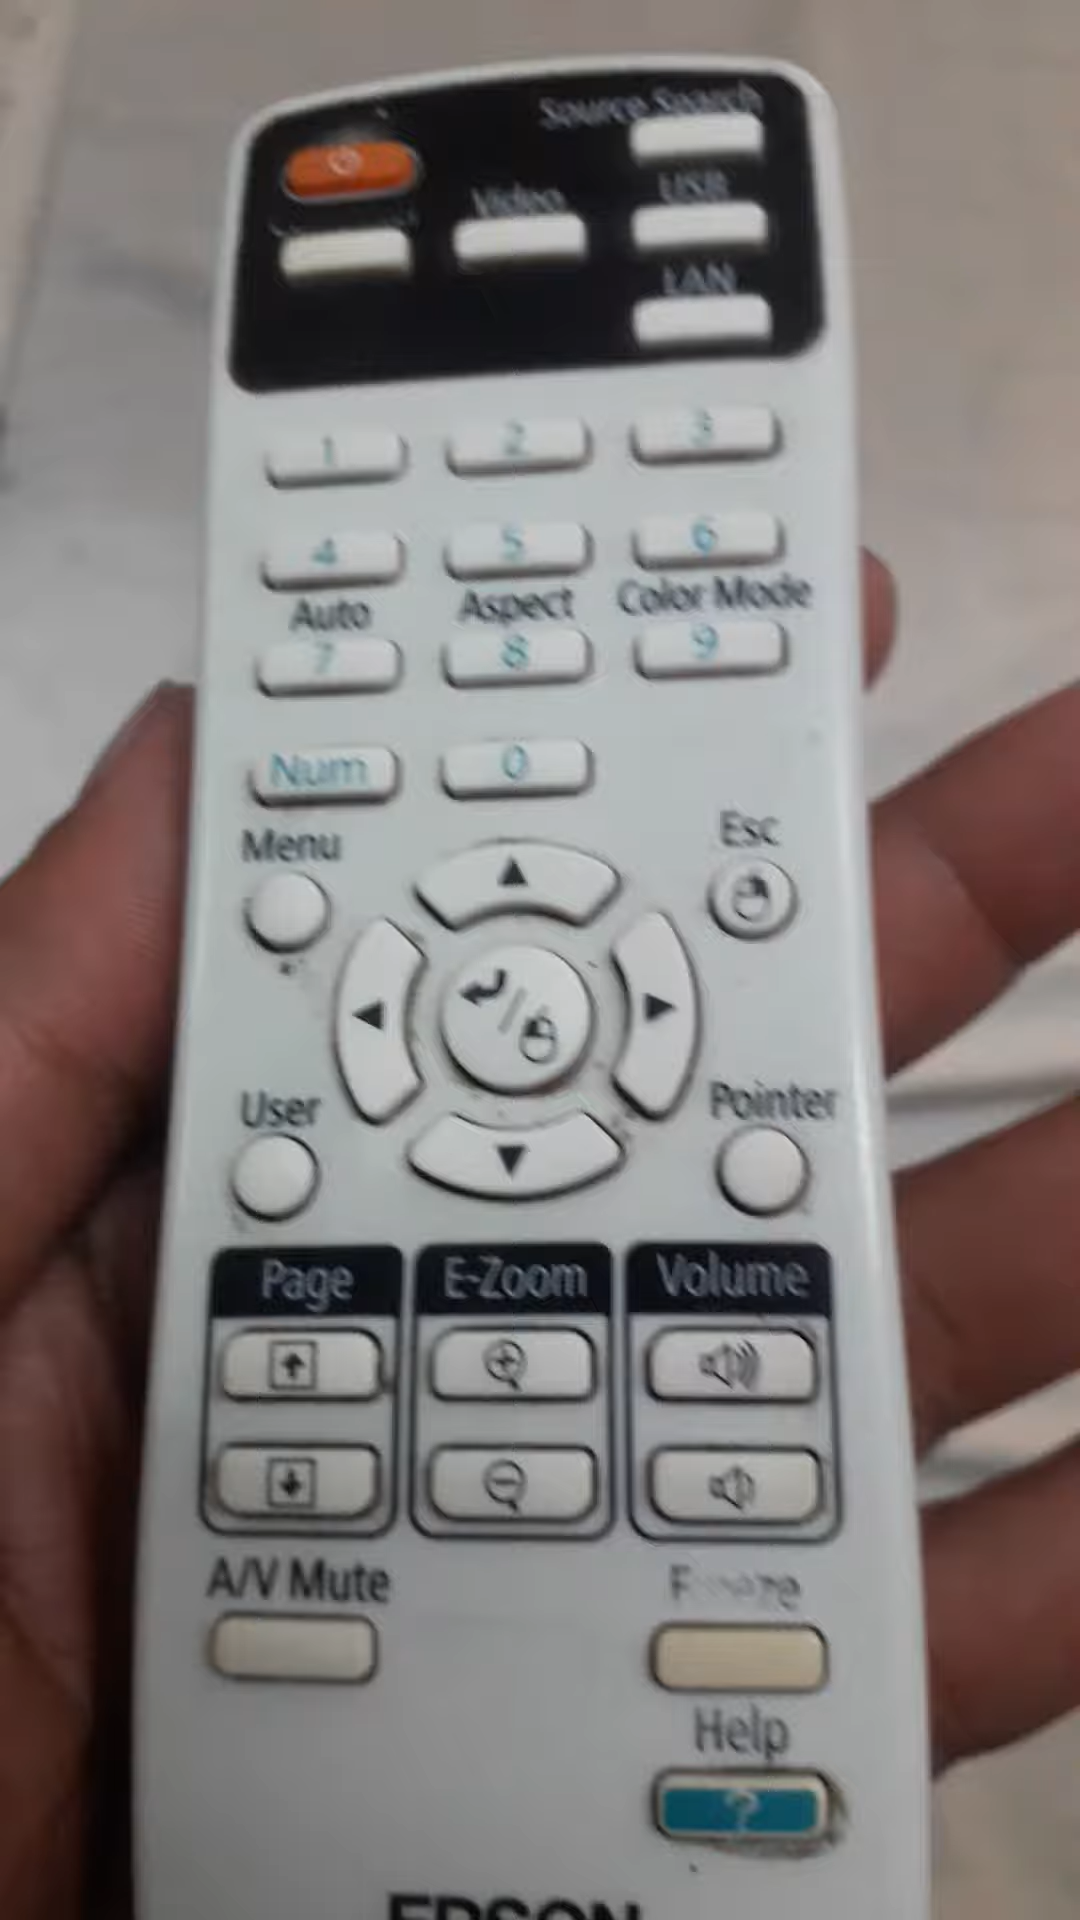 Source Search
Video
USB
LAN
1 2 3
4 5 6
Auto Aspect Color Mode
7 8 9
Num 0
Menu Esc
User Pointer
Page E-Zoom Volume
A/V Mute
Help
?
EPSON